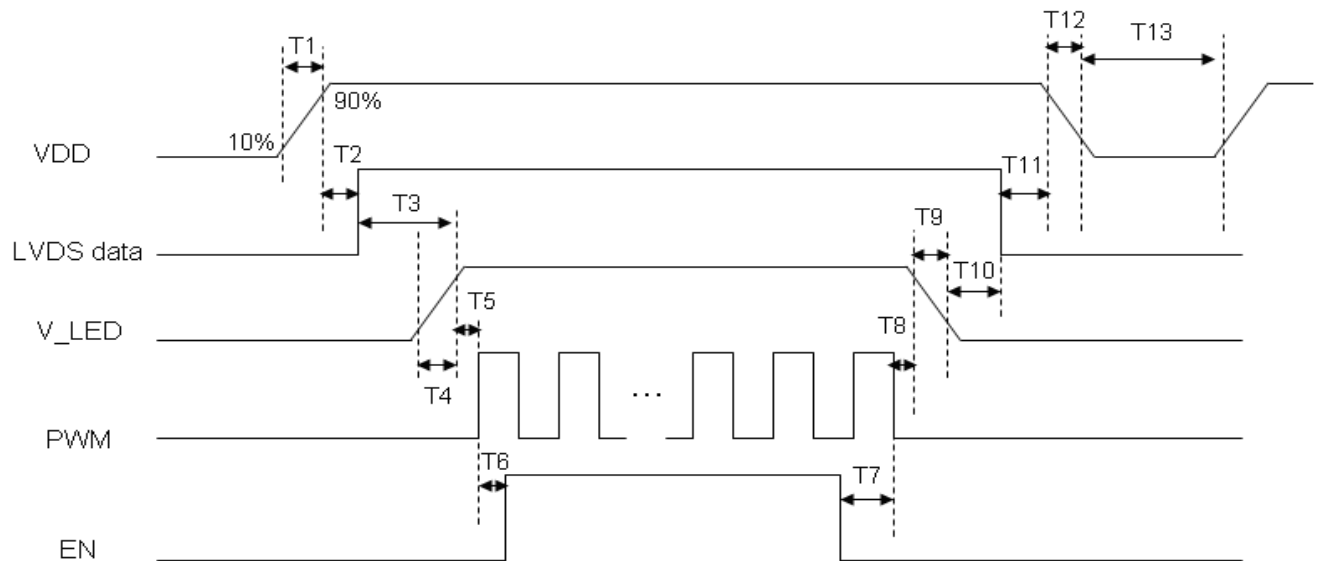 T12
T1
T13
90%
10%
VDD
T2
T11
T3
T9
LVDS data
T10
T5
V_LED
T8
T4
...
PWM
T6
T7
EN